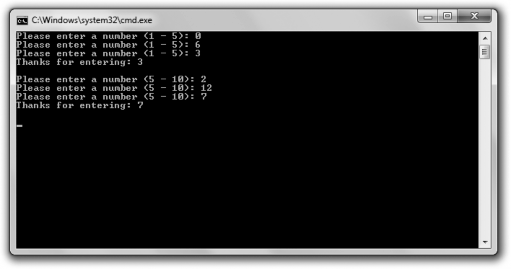 C:\Windows\system32\cmd.exe
Please enter a number (1 - 5): 0
Please enter a number (1 - 5): 6
Please enter a number (1 - 5): 3
Thanks for entering: 3
Please enter a number (5 - 10): 2
Please enter a number (5 - 10): 12
Please enter a number (5 - 10): 7
Thanks for entering: 7